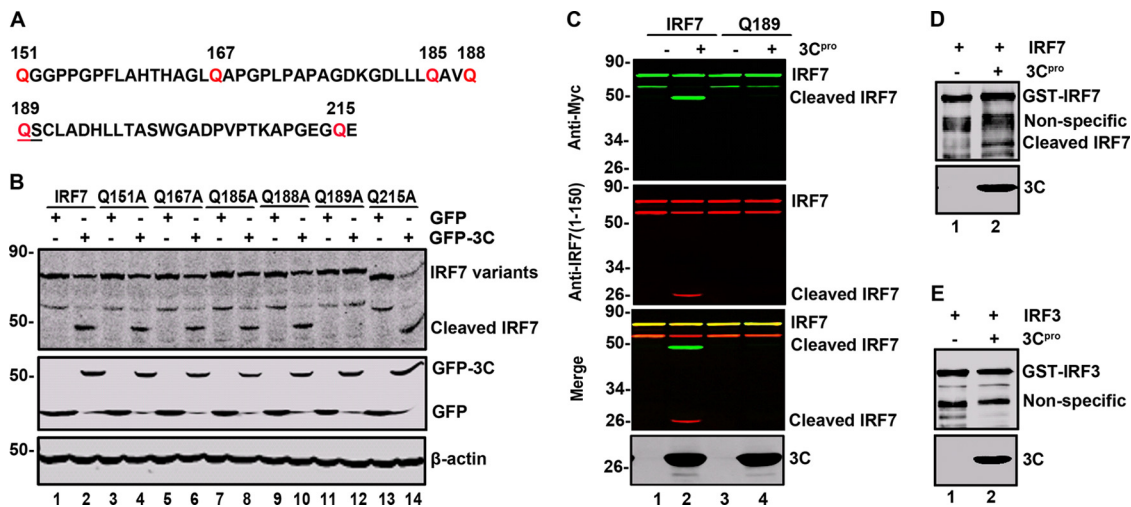 A
151 167 185 188
QGGPPGPFLAHTHAGLQAPGPLPAPAGDKGDLLLQAVQ
189 215
QSCLADHLLTASWGADPVPTKAPGEGQE
B
IRF7 Q151A Q167A Q185A Q188A Q189A Q215A
+ - + - + - + - + - + - + - GFP
- + - + - + - + - + - + - + GFP-3C
90-
IRF7 variants
50-
Cleaved IRF7
50-
GFP-3C
GFP
50-
β-actin
1 2 3 4 5 6 7 8 9 10 11 12 13 14
C
IRF7 Q189
- + - + 3Cpro
Anti-Myc
90-
IRF7
50-
Cleaved IRF7
34-
26-
Anti-IRF7(1-150)
90-
IRF7
50-
34-
26-
Cleaved IRF7
Merge
90-
IRF7
50-
Cleaved IRF7
34-
26-
Cleaved IRF7
26-
3C
1 2 3 4
D
+ + IRF7
- + 3Cpro
GST-IRF7
Non-specific
Cleaved IRF7
3C
1 2
E
+ + IRF3
- + 3Cpro
GST-IRF3
Non-specific
3C
1 2